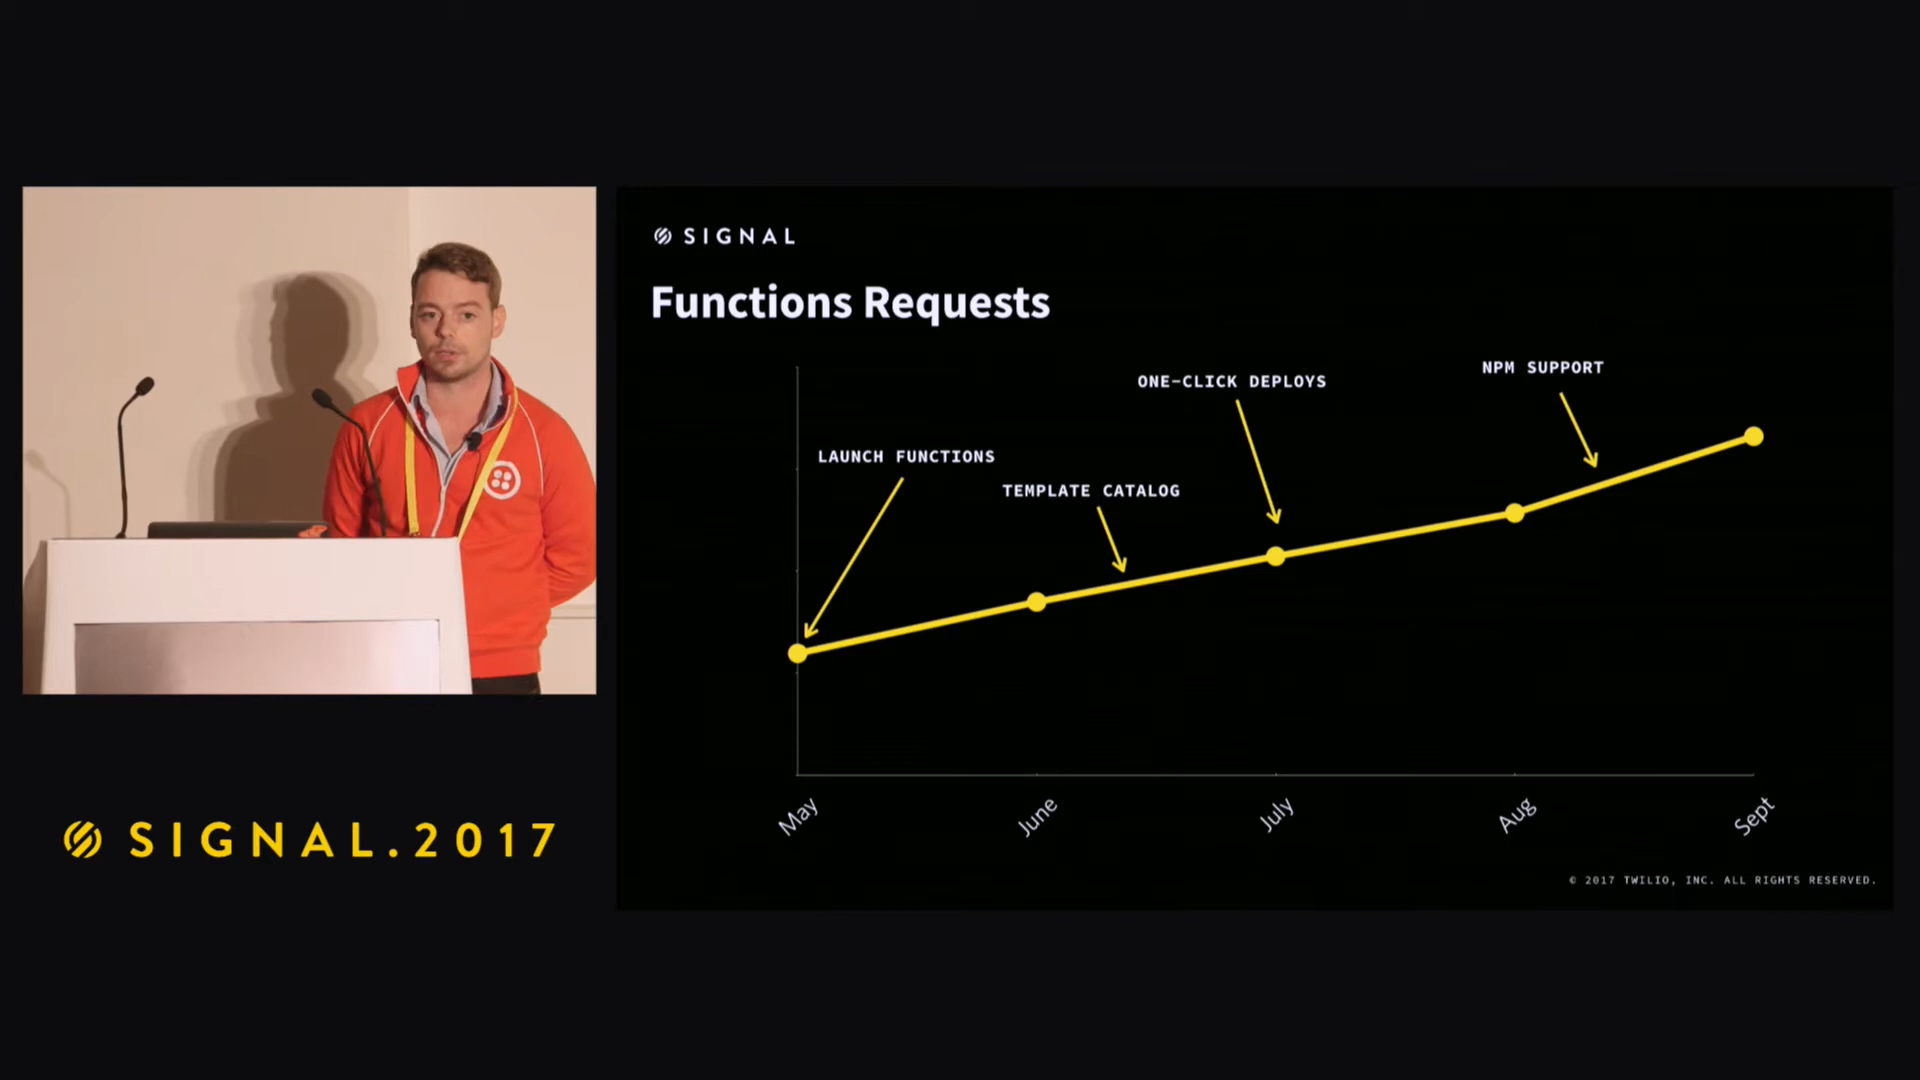 SIGNAL
Functions Requests
NPM SUPPORT
ONE-CLICK DEPLOYS
LAUNCH FUNCTIONS
TEMPLATE CATALOG
May
June
July
Aug
Sept
© 2017 TWILIO, INC. ALL RIGHTS RESERVED.
SIGNAL.2017